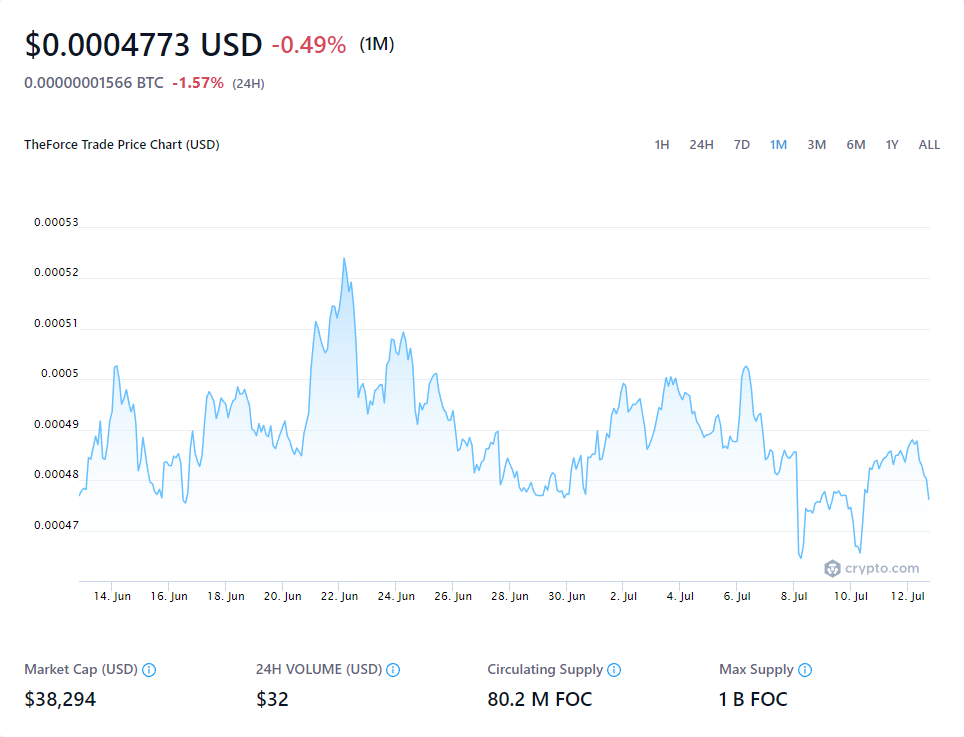 $0.0004773 USD -0.49% (1M)
0.00000001566 BTC -1.57% (24H)
TheForce Trade Price Chart (USD)
1H 24H 7D 1M 3M 6M 1Y ALL
0.00053
0.00052
0.00051
0.0005
0.00049
0.00048
0.00047
crypto.com
14. Jun 16. Jun 18. Jun 20. Jun 22. Jun 24. Jun 26. Jun 28. Jun 30. Jun 2. Jul 4. Jul 6. Jul 8. Jul 10. Jul 12. Jul
Market Cap (USD) 24H VOLUME (USD) Circulating Supply Max Supply
$38,294 $32 80.2 M FOC 1 B FOC